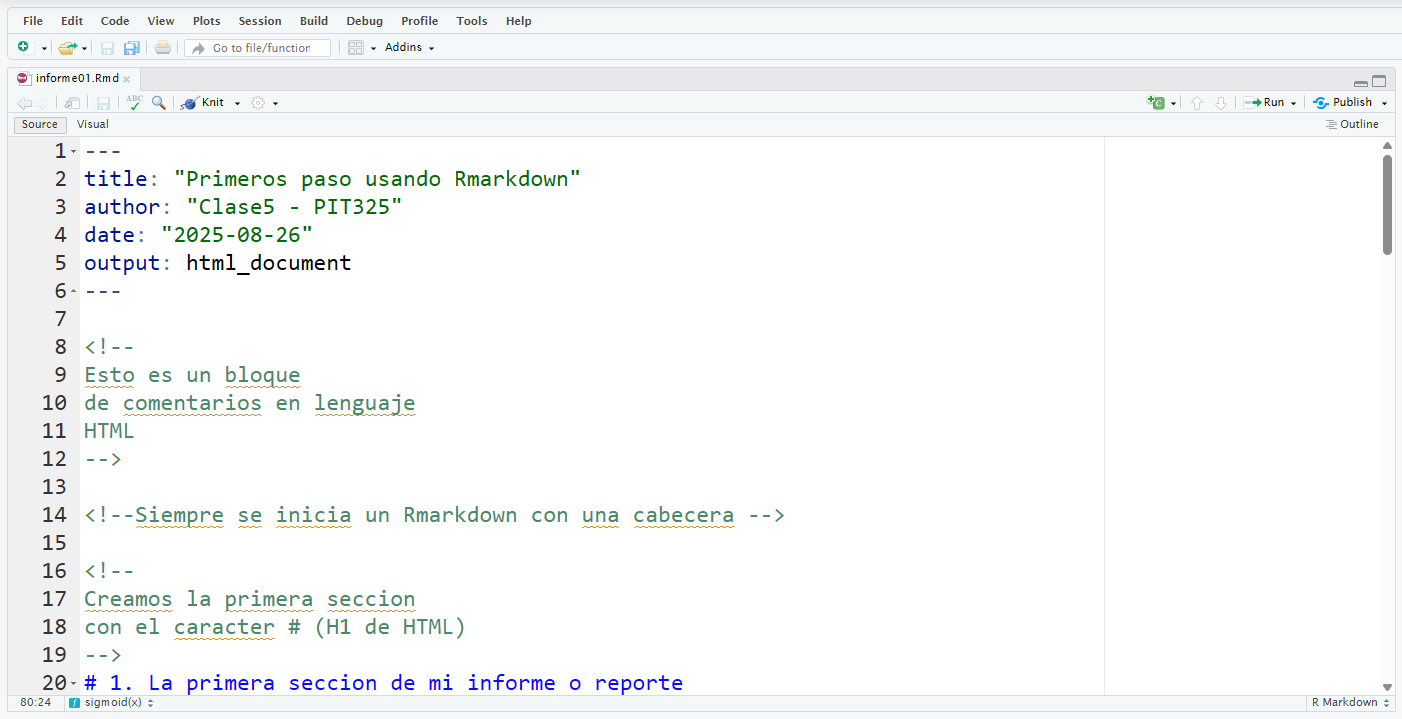 File Edit Code View Plots Session Build Debug Profile Tools Help
Go to file/function Addins
informe01.Rmd
ABC Knit Run Publish
Source Visual Outline
1 ---
2 title: "Primeros paso usando Rmarkdown"
3 author: "Clase5 - PIT325"
4 date: "2025-08-26"
5 output: html_document
6 ---
7
8 <!--
9 Esto es un bloque
10 de comentarios en lenguaje
11 HTML
12 -->
13
14 <!--Siempre se inicia un Rmarkdown con una cabecera -->
15
16 <!--
17 Creamos la primera seccion
18 con el caracter # (H1 de HTML)
19 -->
20 # 1. La primera seccion de mi informe o reporte
80:24 sigmoid(x) R Markdown